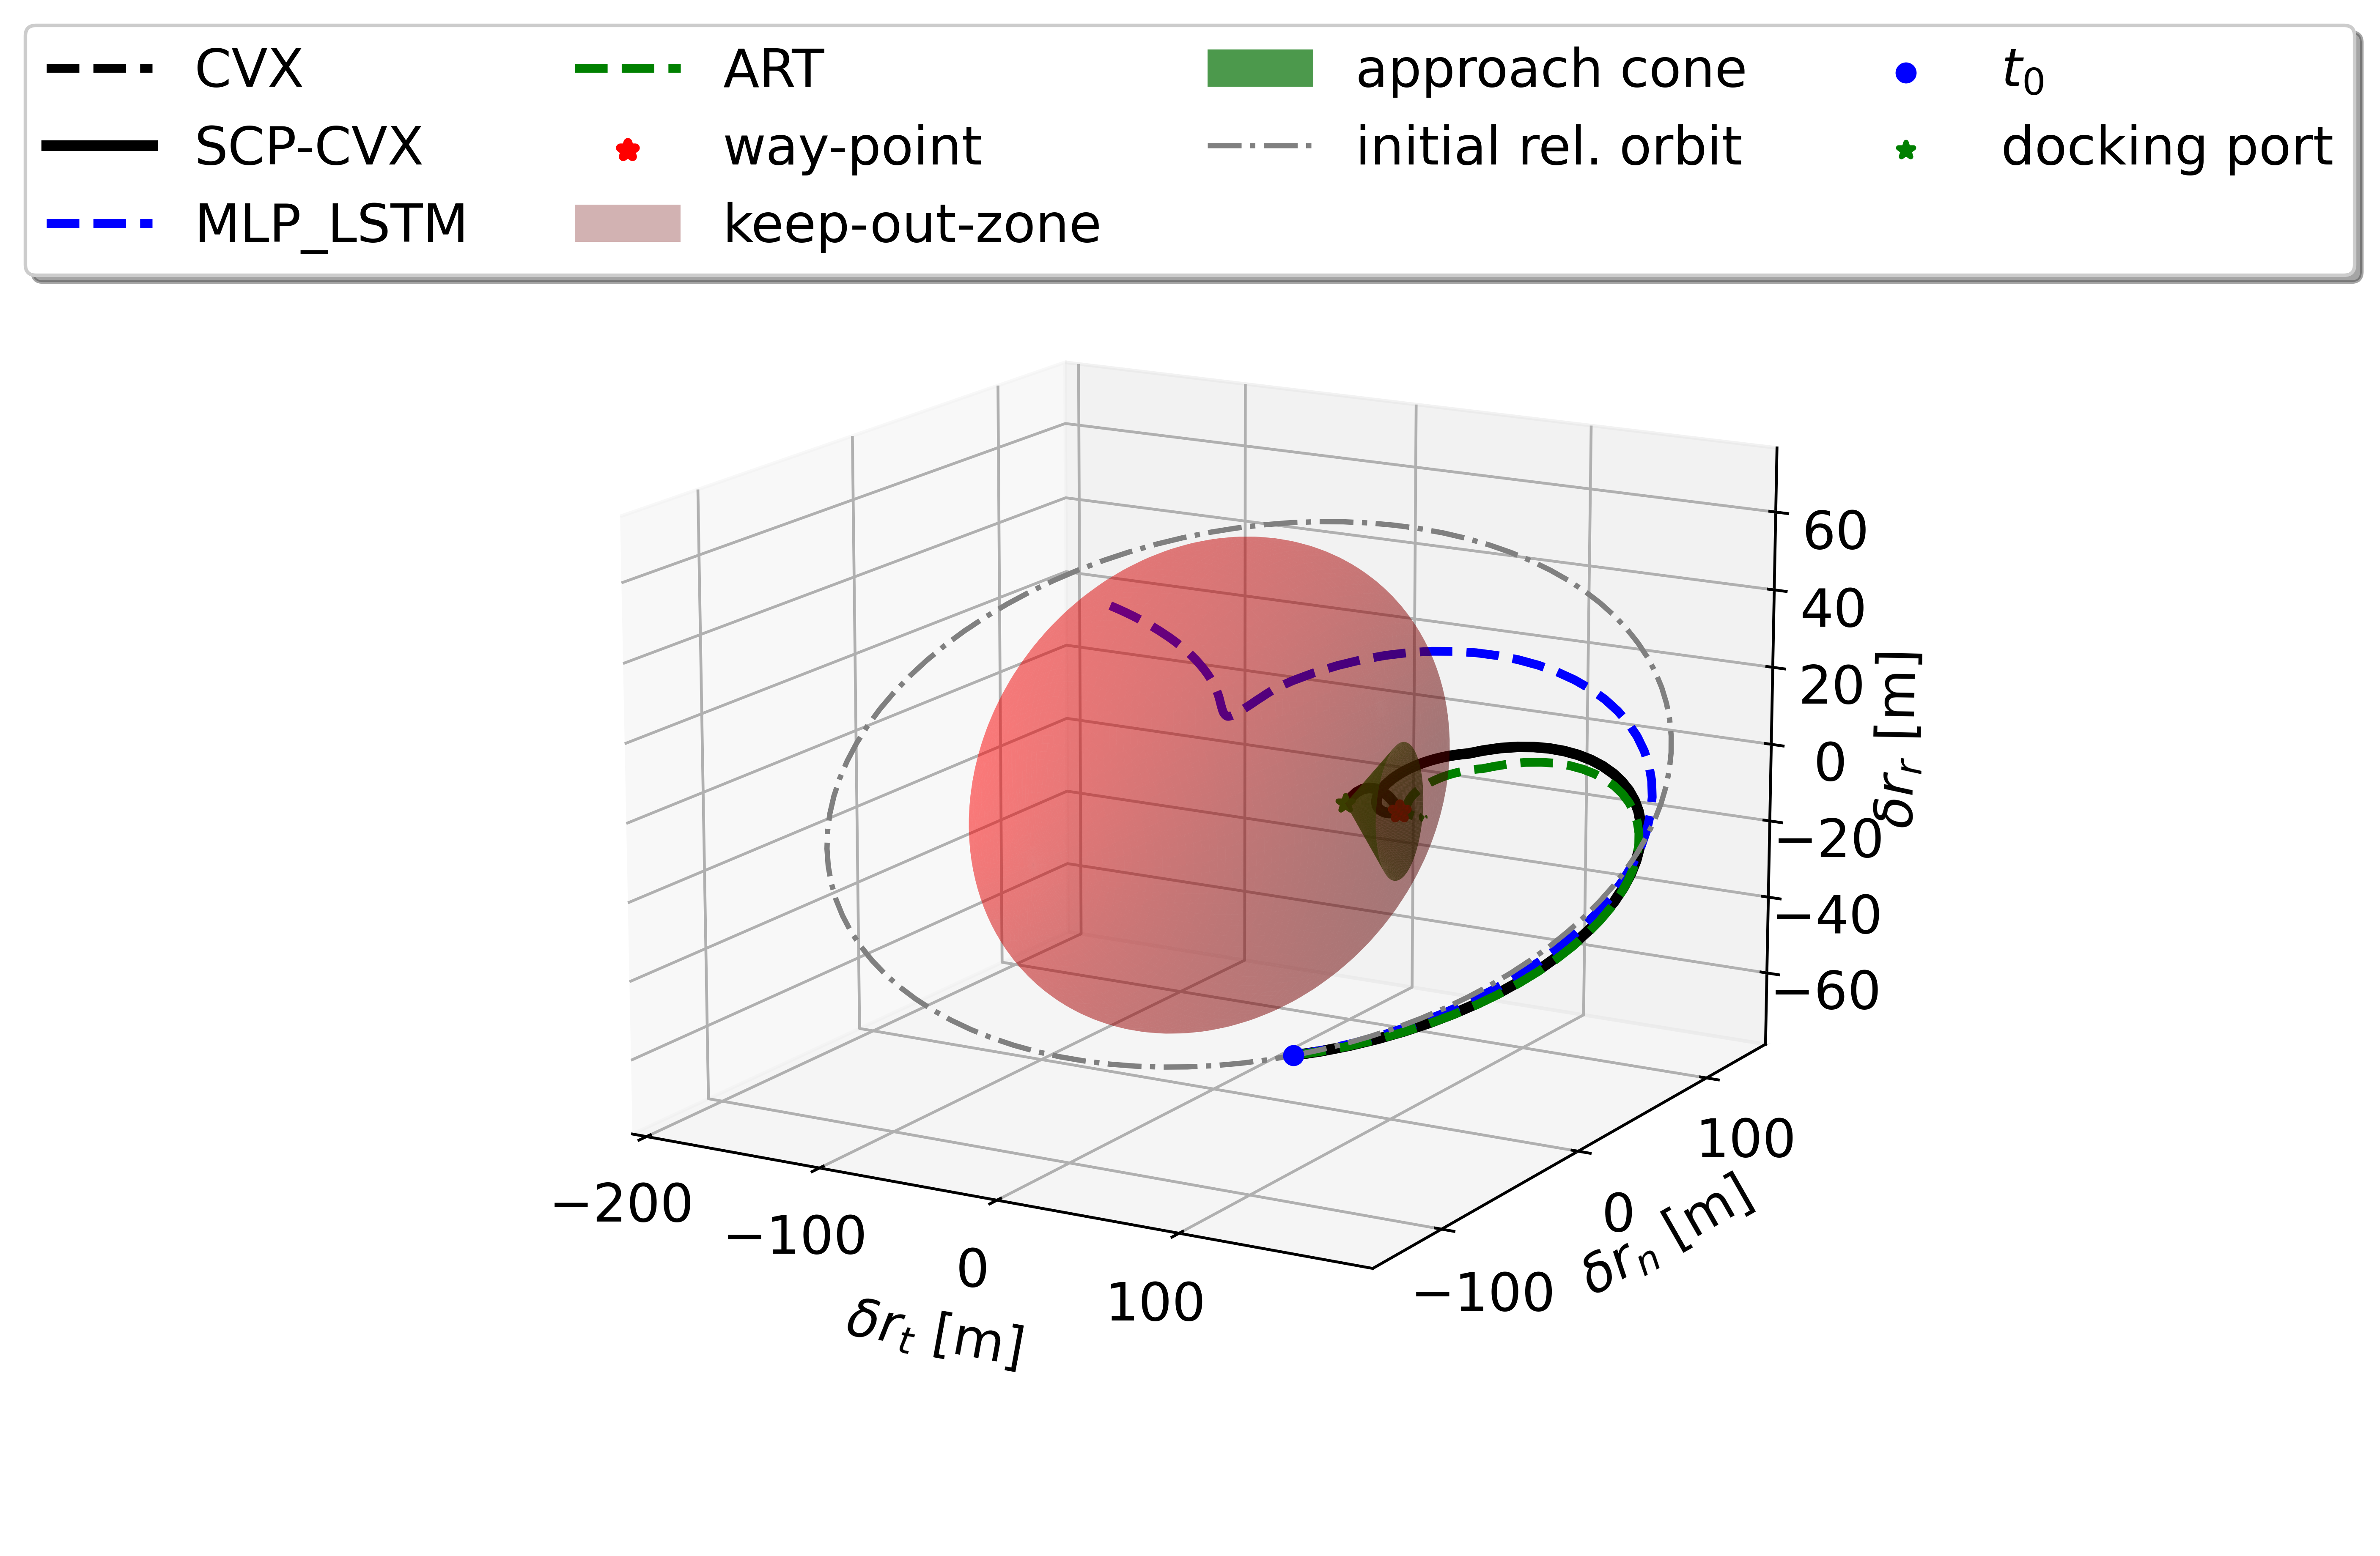 CVX ART approach cone t₀
SCP-CVX way-point initial rel. orbit docking port
MLP_LSTM keep-out-zone
60
40
20
0
−20
−40
−60
δrᵣ [m]
100
0
−100
δrₙ [m]
−200
−100
0
100
δrₜ [m]